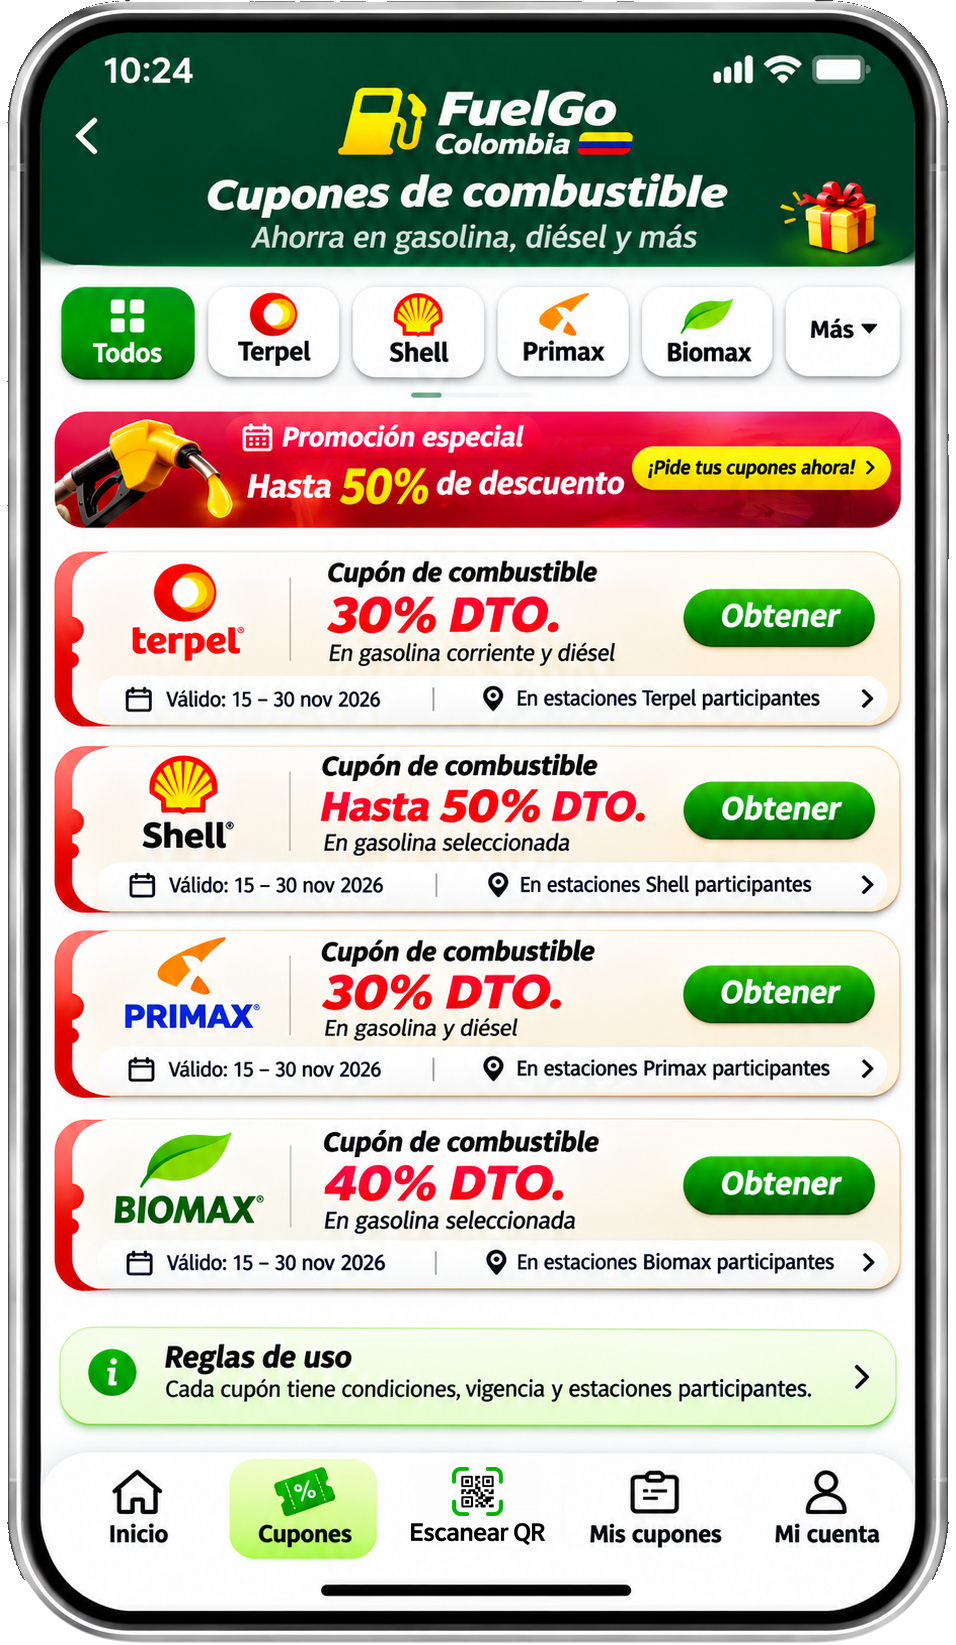 10:24
FuelGo
Colombia
Cupones de combustible
Ahorra en gasolina, diésel y más
Todos
Terpel
Shell
Primax
Biomax
Más
Promoción especial
Hasta 50% de descuento
¡Pide tus cupones ahora!
terpel®
Cupón de combustible
30% DTO.
En gasolina corriente y diésel
Obtener
Válido: 15 – 30 nov 2026
En estaciones Terpel participantes
Shell®
Cupón de combustible
Hasta 50% DTO.
En gasolina seleccionada
Obtener
Válido: 15 – 30 nov 2026
En estaciones Shell participantes
PRIMAX®
Cupón de combustible
30% DTO.
En gasolina y diésel
Obtener
Válido: 15 – 30 nov 2026
En estaciones Primax participantes
BIOMAX®
Cupón de combustible
40% DTO.
En gasolina seleccionada
Obtener
Válido: 15 – 30 nov 2026
En estaciones Biomax participantes
Reglas de uso
Cada cupón tiene condiciones, vigencia y estaciones participantes.
Inicio
%
Cupones
Escanear QR
Mis cupones
Mi cuenta